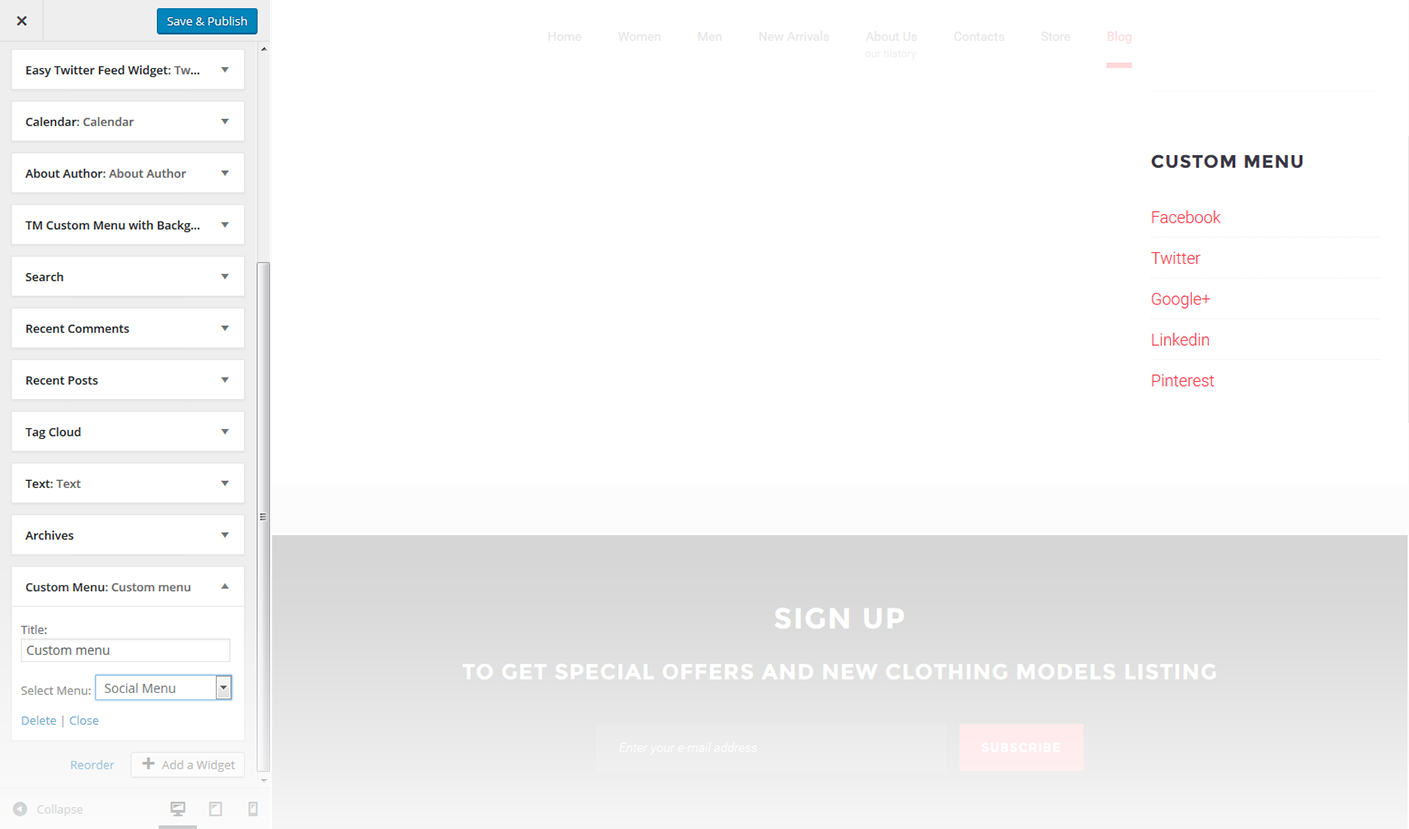 Save & Publish
Easy Twitter Feed Widget: Tw...
Calendar: Calendar
About Author: About Author
TM Custom Menu with Backg...
Search
Recent Comments
Recent Posts
Tag Cloud
Text: Text
Archives
Custom Menu: Custom menu
Title:
Custom menu
Select Menu: Social Menu
Delete | Close
Reorder
Add a Widget
Collapse
Home Women Men New Arrivals About Us Contacts Store Blog
our history
CUSTOM MENU
Facebook
Twitter
Google+
Linkedin
Pinterest
SIGN UP
TO GET SPECIAL OFFERS AND NEW CLOTHING MODELS LISTING
Enter your e-mail address
SUBSCRIBE